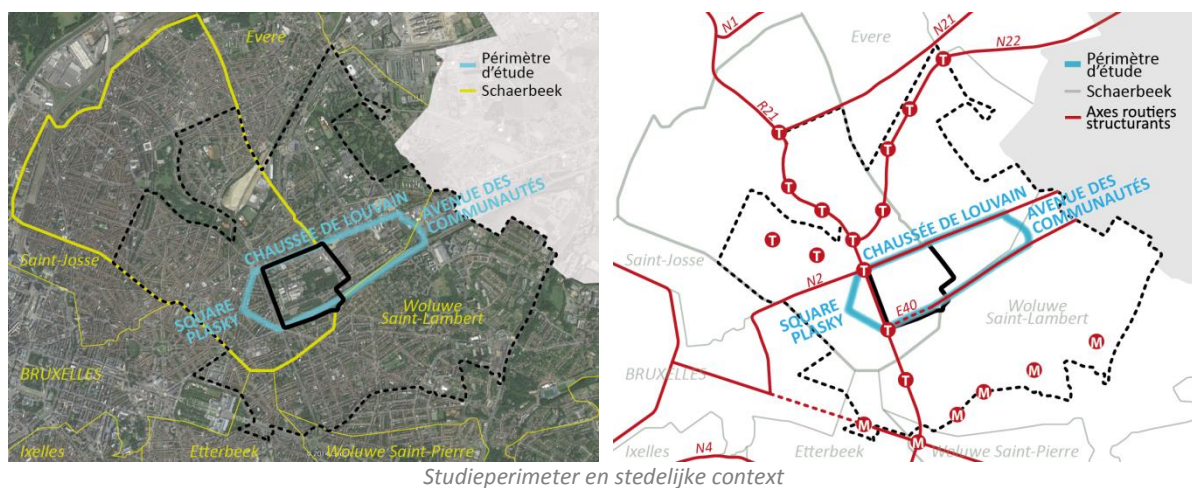 Evere
Périmètre
d'étude
Schaerbeek
CHAUSSÉE DE LOUVAIN
AVENUE DES
COMMUNAUTÉS
Saint-Josse
SQUARE
PLASKY
Woluwe
Saint-Lambert
BRUXELLES
Ixelles
Etterbeek
Woluwe Saint-Pierre
N1
N21
Evere
N22
Périmètre
d'étude
Schaerbeek
Axes routiers
structurants
R21
T
T
T
T
T
T
T
T
T
T
CHAUSSÉE DE LOUVAIN
AVENUE DES
COMMUNAUTÉS
Saint-Josse
N2
T
E40
SQUARE
PLASKY
T
Woluwe
Saint-Lambert
BRUXELLES
T
M
M
M
M
M
M
N4
Ixelles
Etterbeek
Woluwe Saint-Pierre
Studieperimeter en stedelijke context